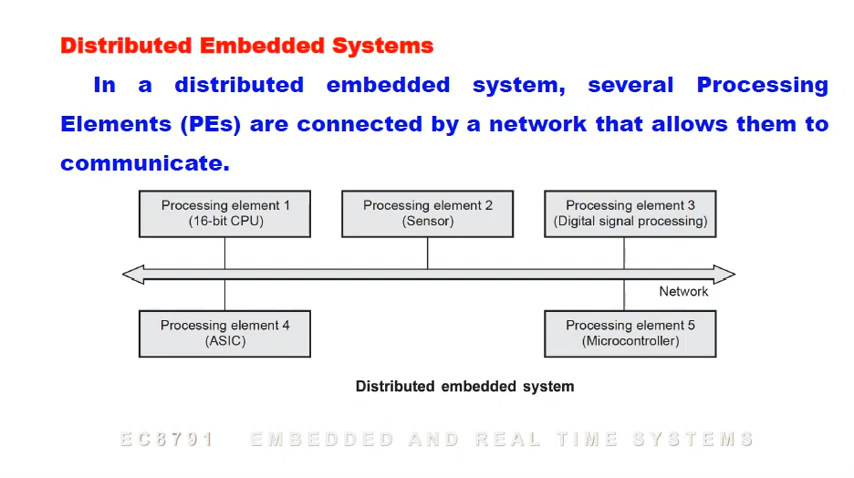 Distributed Embedded Systems
In a distributed embedded system, several Processing
Elements (PEs) are connected by a network that allows them to
communicate.
Processing element 1
(16-bit CPU)
Processing element 2
(Sensor)
Processing element 3
(Digital signal processing)
Network
Processing element 4
(ASIC)
Processing element 5
(Microcontroller)
Distributed embedded system
EC8791 EMBEDDED AND REAL TIME SYSTEMS